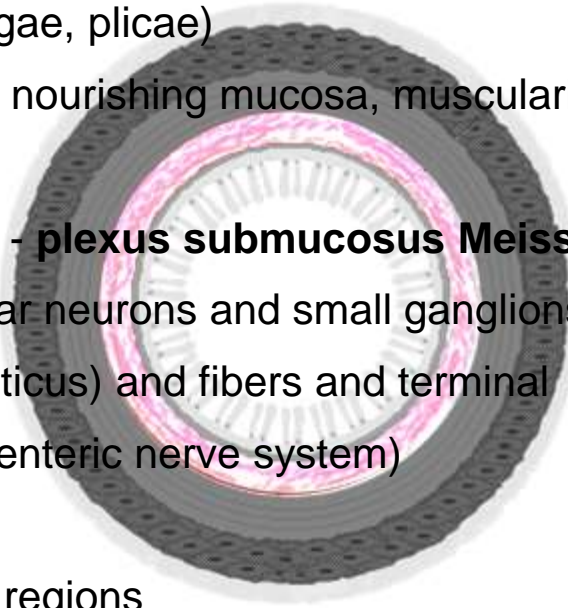 gae, plicae)
nourishing mucosa, muscular
- plexus submucosus Meiss
ar neurons and small ganglions
ticus) and fibers and terminal
enteric nerve system)
regions